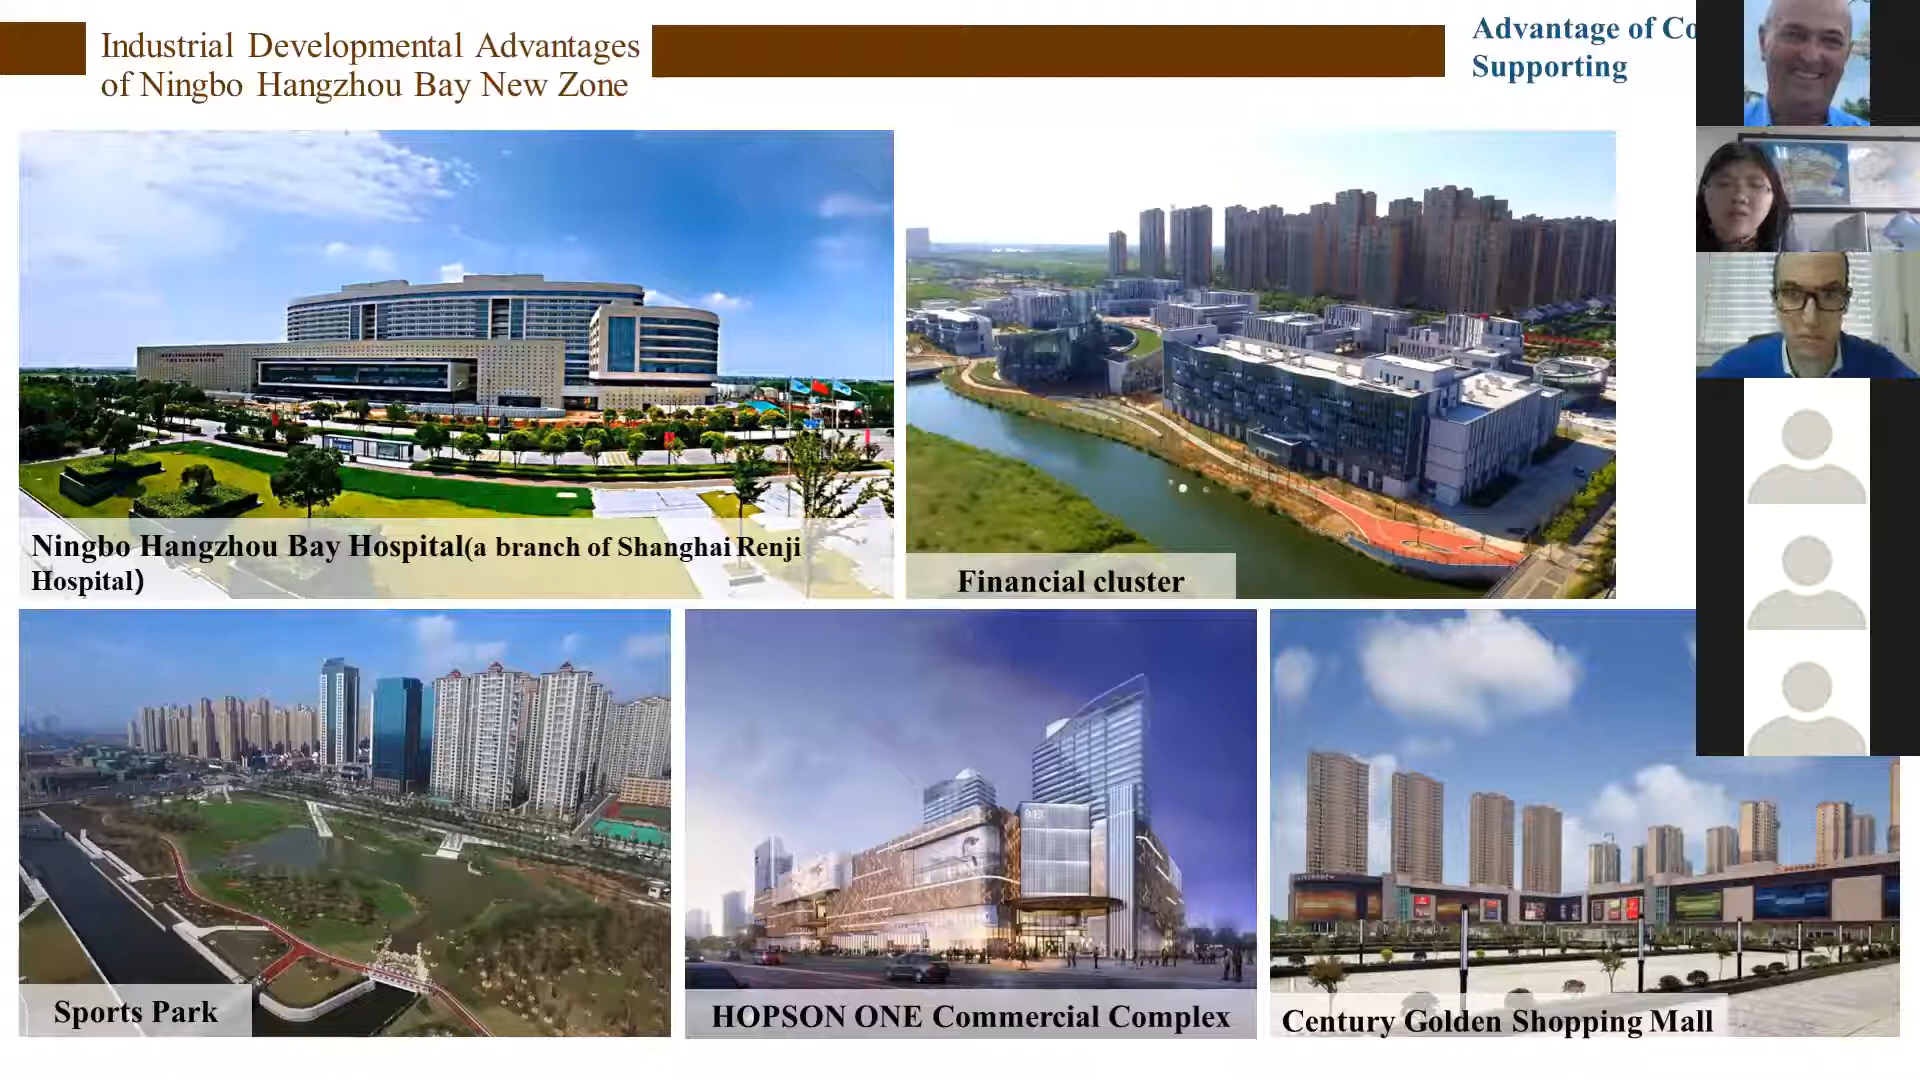 Industrial Developmental Advantages
of Ningbo Hangzhou Bay New Zone
Advantage of Co
Supporting
Ningbo Hangzhou Bay Hospital(a branch of Shanghai Renji
Hospital)
Financial cluster
Sports Park
HOPSON ONE Commercial Complex
Century Golden Shopping Mall